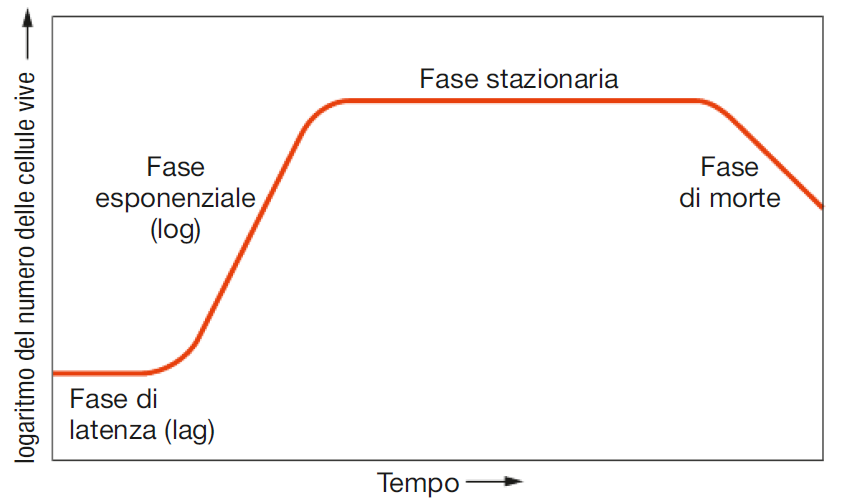 logaritmo del numero delle cellule vive
Fase stazionaria
Fase
esponenziale
(log)
Fase
di morte
Fase di
latenza (lag)
Tempo